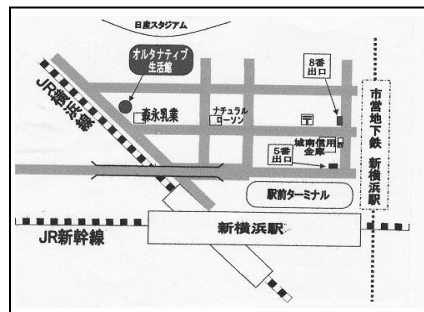 日産スタジアム
オルタナティブ
生活館
8番
出口
JR横浜線
森永乳業
ナチュラル
ローソン
城南信用
金庫
5番
出口
市営地下鉄 新横浜駅
駅前ターミナル
新横浜駅
JR新幹線